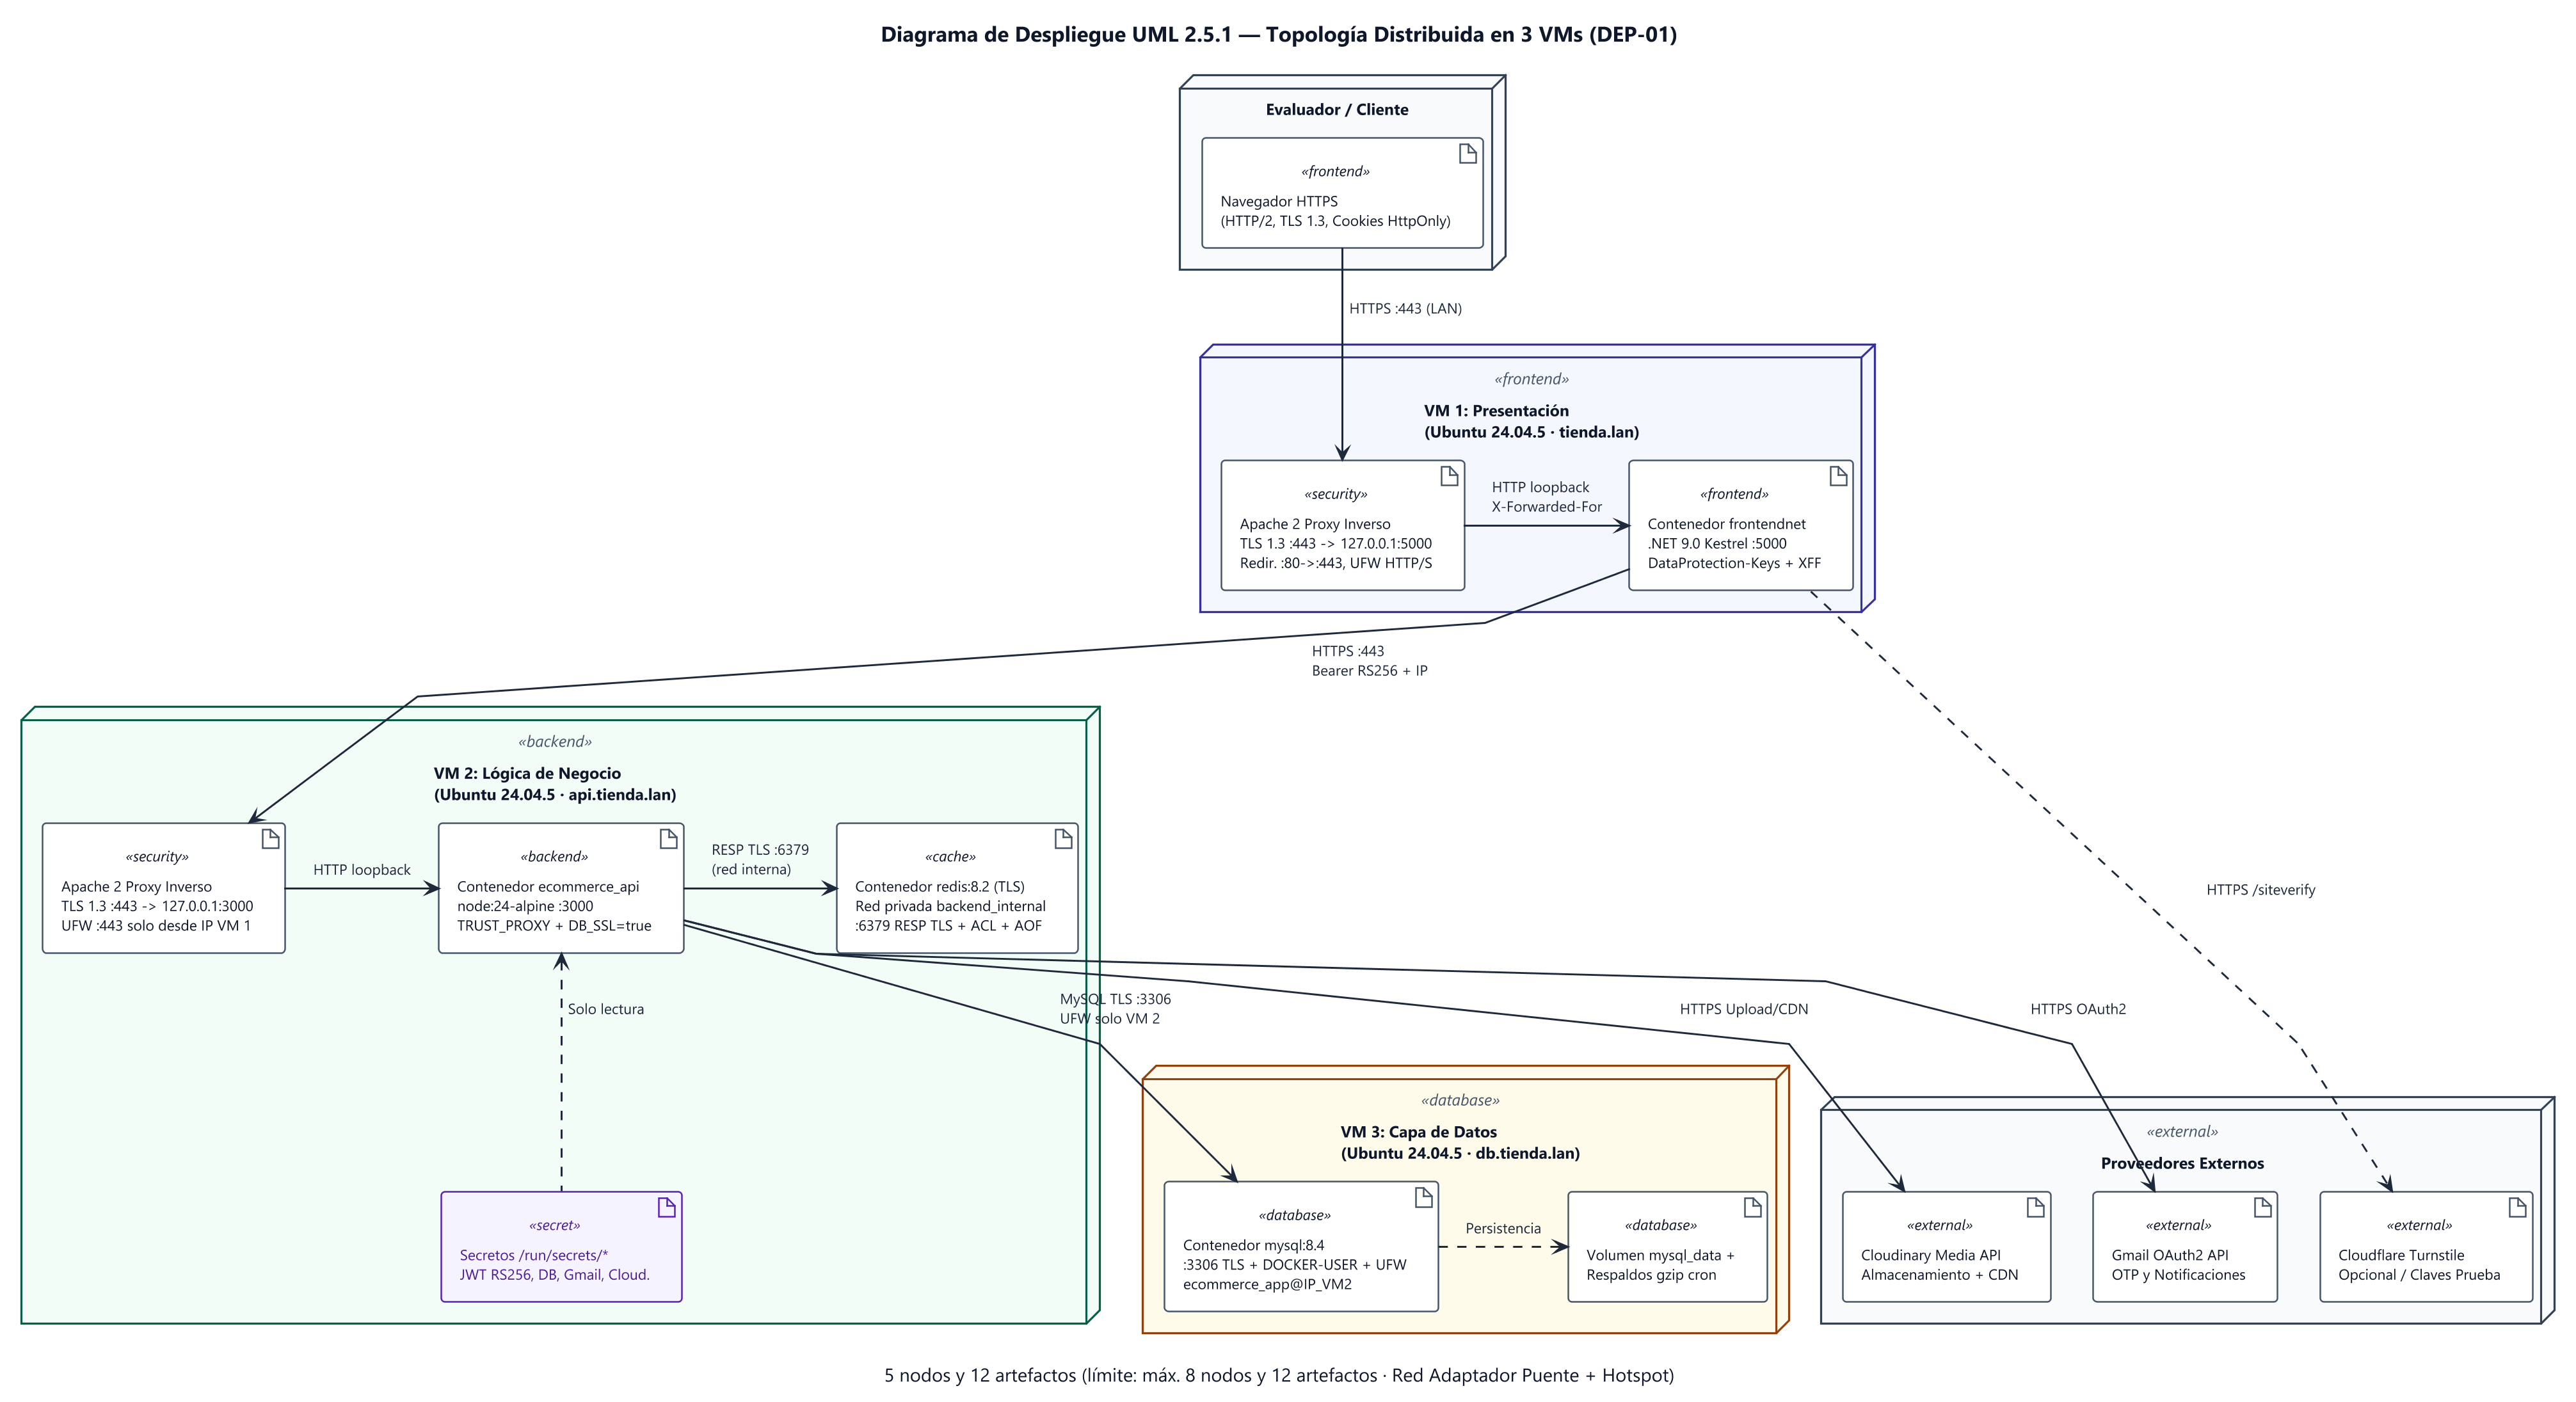 Diagrama de Despliegue UML 2.5.1 — Topología Distribuida en 3 VMs (DEP-01)
Evaluador / Cliente
«frontend»
Navegador HTTPS
(HTTP/2, TLS 1.3, Cookies HttpOnly)
HTTPS :443 (LAN)
«frontend»
VM 1: Presentación
(Ubuntu 24.04.5 · tienda.lan)
«security»
Apache 2 Proxy Inverso
TLS 1.3 :443 -> 127.0.0.1:5000
Redir. :80->:443, UFW HTTP/S
HTTP loopback
X-Forwarded-For
«frontend»
Contenedor frontendnet
.NET 9.0 Kestrel :5000
DataProtection-Keys + XFF
HTTPS :443
Bearer RS256 + IP
«backend»
VM 2: Lógica de Negocio
(Ubuntu 24.04.5 · api.tienda.lan)
«security»
Apache 2 Proxy Inverso
TLS 1.3 :443 -> 127.0.0.1:3000
UFW :443 solo desde IP VM 1
HTTP loopback
«backend»
Contenedor ecommerce_api
node:24-alpine :3000
TRUST_PROXY + DB_SSL=true
RESP TLS :6379
(red interna)
«cache»
Contenedor redis:8.2 (TLS)
Red privada backend_internal
:6379 RESP TLS + ACL + AOF
HTTPS /siteverify
Solo lectura
MySQL TLS :3306
UFW solo VM 2
HTTPS Upload/CDN
HTTPS OAuth2
«secret»
Secretos /run/secrets/*
JWT RS256, DB, Gmail, Cloud.
«database»
VM 3: Capa de Datos
(Ubuntu 24.04.5 · db.tienda.lan)
«database»
Contenedor mysql:8.4
:3306 TLS + DOCKER-USER + UFW
ecommerce_app@IP_VM2
Persistencia
«database»
Volumen mysql_data +
Respaldos gzip cron
«external»
Proveedores Externos
«external»
Cloudinary Media API
Almacenamiento + CDN
«external»
Gmail OAuth2 API
OTP y Notificaciones
«external»
Cloudflare Turnstile
Opcional / Claves Prueba
5 nodos y 12 artefactos (límite: máx. 8 nodos y 12 artefactos · Red Adaptador Puente + Hotspot)